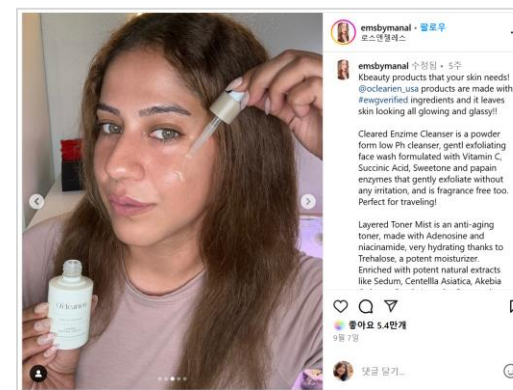 emsbymanal • 팔로우
로스앤젤레스
emsbymanal 수정됨 • 5주
Kbeauty products that your skin needs!
@oclearien_usa products are made with
#ewgverified ingredients and it leaves
skin looking all glowing and glassy!!
Cleared Enzime Cleanser is a powder
form low Ph cleanser, gentl exfoliating
face wash formulated with Vitamin C,
Succinic Acid, Sweetone and papain
enzymes that gently exfoliate without
any irritation, and is fragrance free too.
Perfect for traveling!
Layered Toner Mist is an anti-aging
toner, made with Adenosine and
niacinamide, very hydrating thanks to
Trehalose, a potent moisturizer.
Enriched with potent natural extracts
like Sedum, Centellla Asiatica, Akebia
좋아요 5.4만개
9월 7일
댓글 달기...
O'clearien